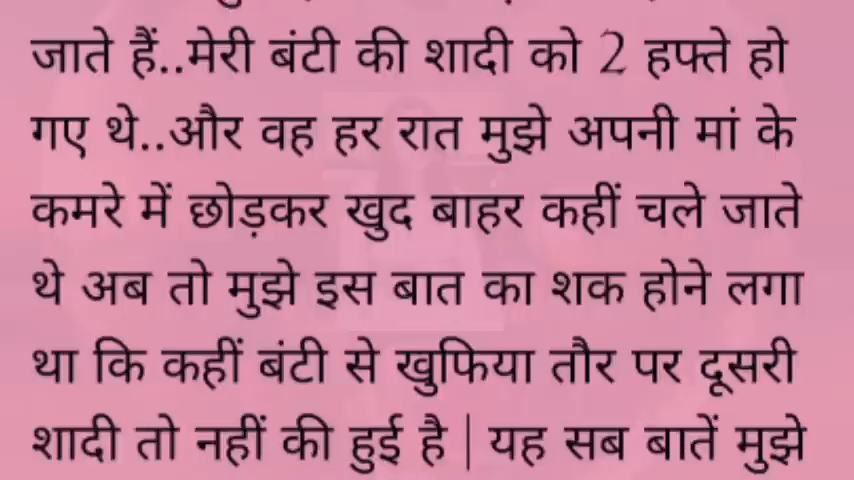 जाते हैं..मेरी बंटी की शादी को 2 हफ्ते हो
गए थे..और वह हर रात मुझे अपनी मां के
कमरे में छोड़कर खुद बाहर कहीं चले जाते
थे अब तो मुझे इस बात का शक होने लगा
था कि कहीं बंटी से खुफिया तौर पर दूसरी
शादी तो नहीं की हुई है | यह सब बातें मुझे